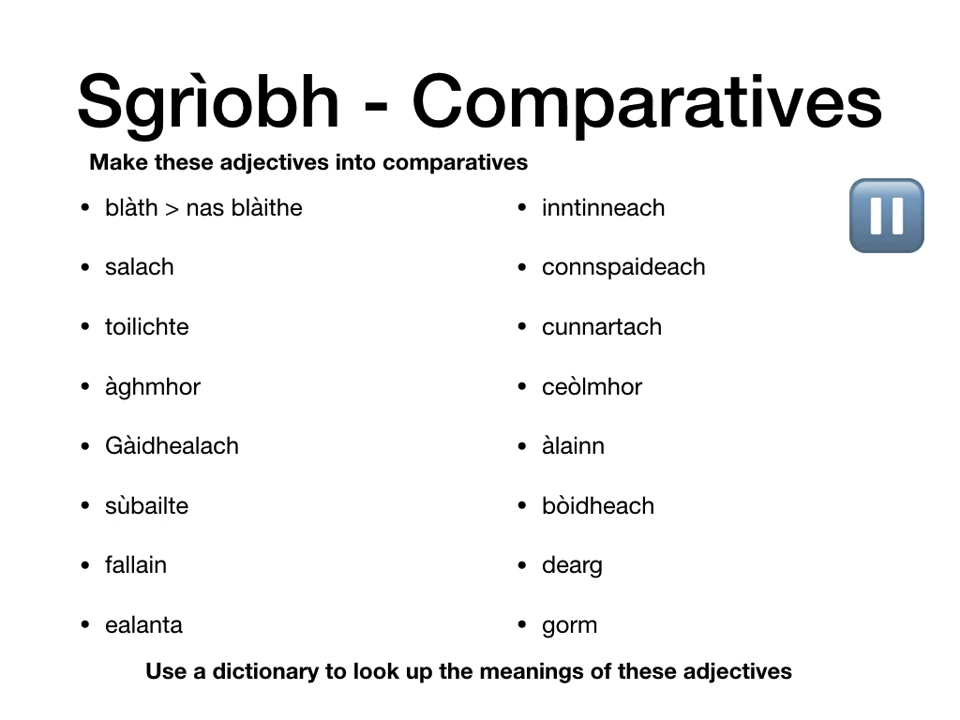 Sgrìobh - Comparatives
Make these adjectives into comparatives
• blàth > nas blàithe
• salach
• toilichte
• àghmhor
• Gàidhealach
• sùbailte
• fallain
• ealanta
• inntinneach
• connspaideach
• cunnartach
• ceòlmhor
• àlainn
• bòidheach
• dearg
• gorm
Use a dictionary to look up the meanings of these adjectives